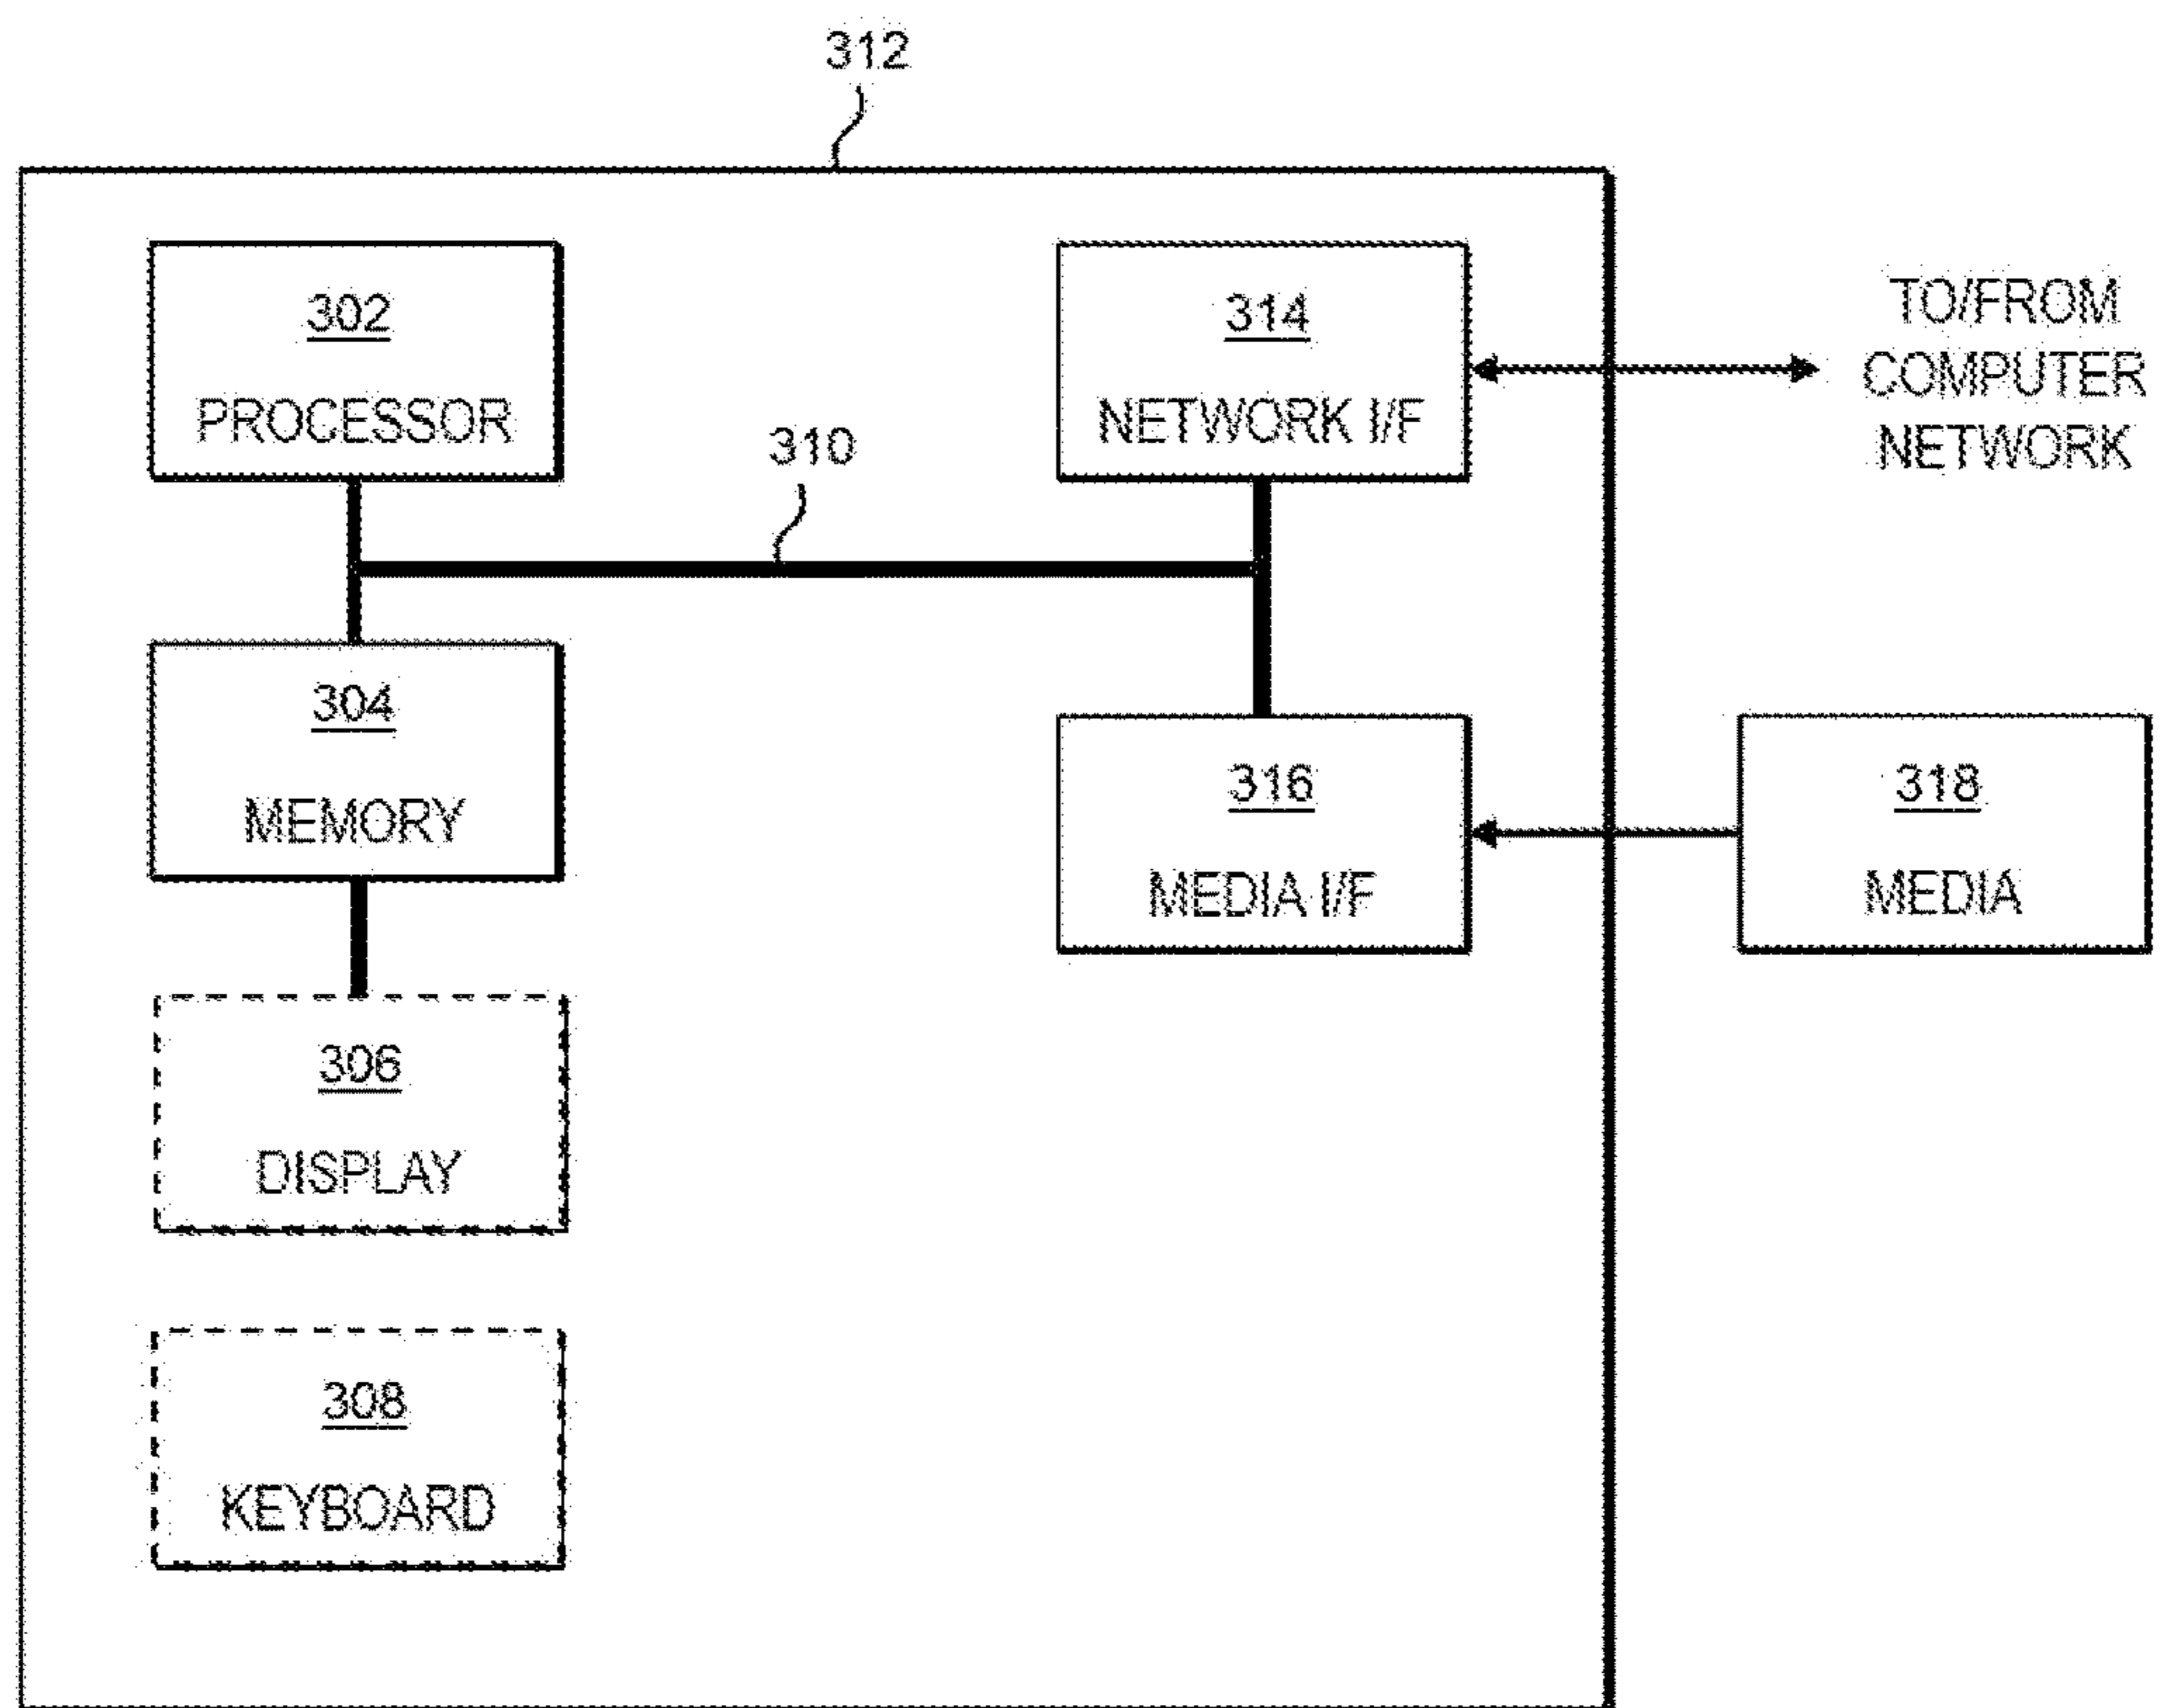 312
302
PROCESSOR
314
NETWORK I/F
TO/FROM
COMPUTER
NETWORK
310
304
MEMORY
316
MEDIA I/F
318
MEDIA
306
DISPLAY
308
KEYBOARD